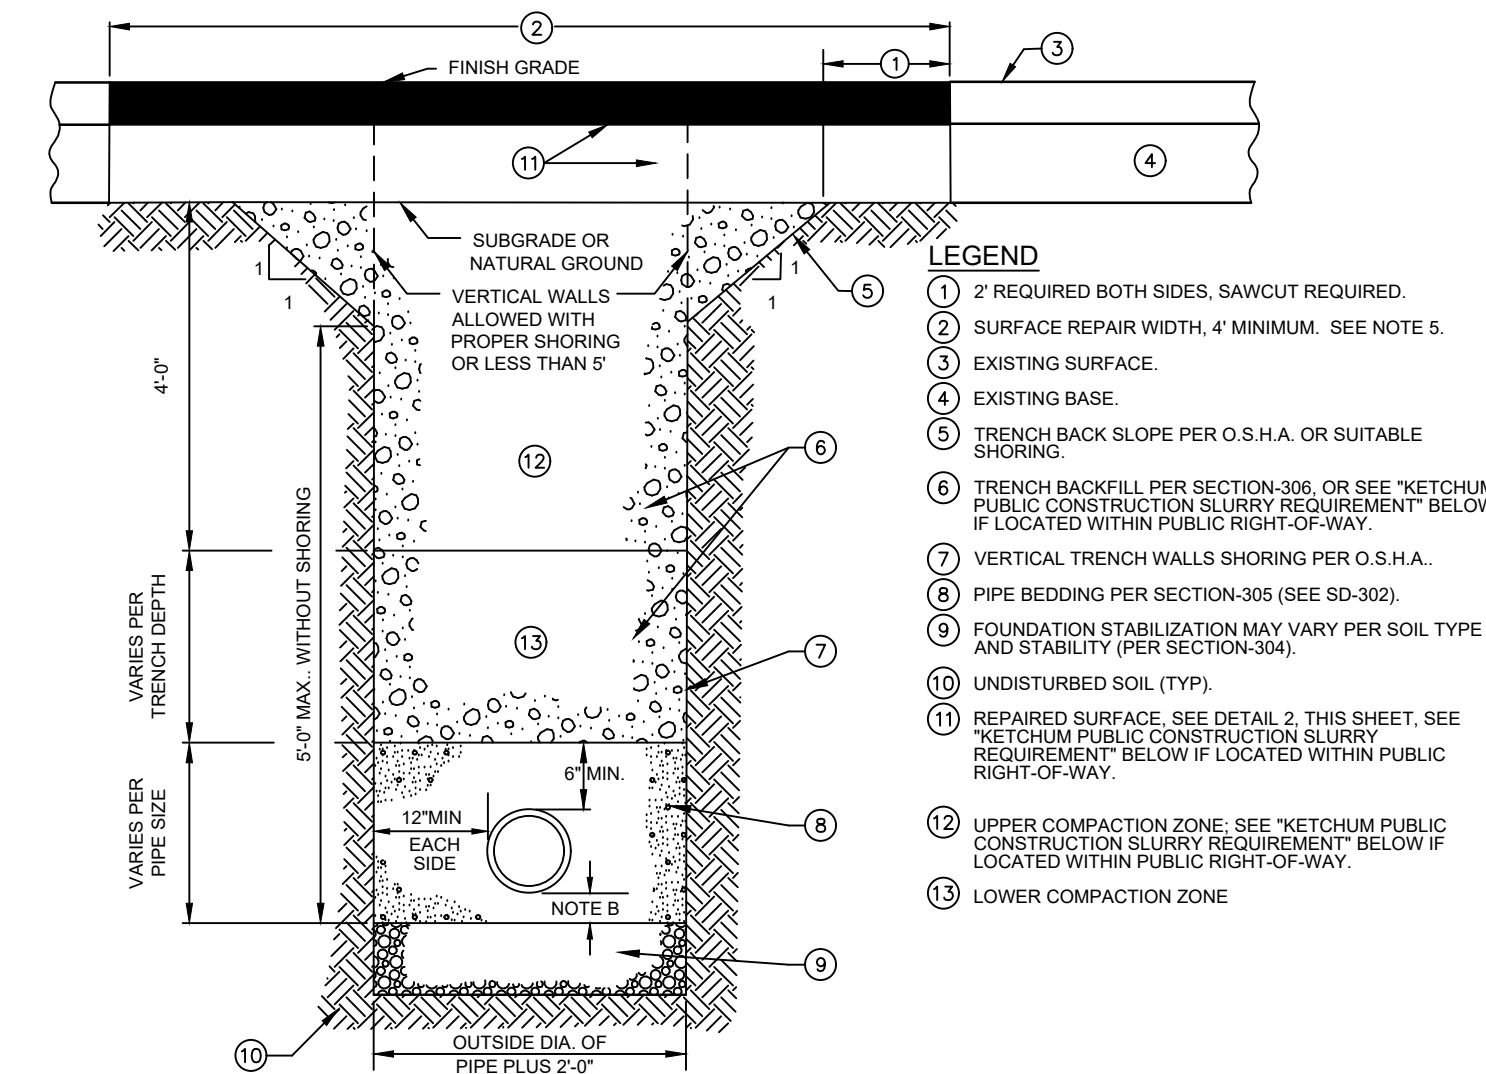 2
1
3
FINISH GRADE
11
4
SUBGRADE OR
NATURAL GROUND
1
1
1
1
VERTICAL WALLS
ALLOWED WITH
PROPER SHORING
OR LESS THAN 5'
5
4'-0"
6
12
5'-0" MAX.. WITHOUT SHORING
VARIES PER
TRENCH DEPTH
13
7
6" MIN.
VARIES PER
PIPE SIZE
12"MIN
EACH
SIDE
8
NOTE B
9
10
OUTSIDE DIA. OF
PIPE PLUS 2'-0"
LEGEND
1 2' REQUIRED BOTH SIDES, SAWCUT REQUIRED.
2 SURFACE REPAIR WIDTH, 4' MINIMUM. SEE NOTE 5.
3 EXISTING SURFACE.
4 EXISTING BASE.
5 TRENCH BACK SLOPE PER O.S.H.A. OR SUITABLE
SHORING.
6 TRENCH BACKFILL PER SECTION-306, OR SEE "KETCHUM
PUBLIC CONSTRUCTION SLURRY REQUIREMENT" BELOW
IF LOCATED WITHIN PUBLIC RIGHT-OF-WAY.
7 VERTICAL TRENCH WALLS SHORING PER O.S.H.A..
8 PIPE BEDDING PER SECTION-305 (SEE SD-302).
9 FOUNDATION STABILIZATION MAY VARY PER SOIL TYPE
AND STABILITY (PER SECTION-304).
10 UNDISTURBED SOIL (TYP).
11 REPAIRED SURFACE, SEE DETAIL 2, THIS SHEET, SEE
"KETCHUM PUBLIC CONSTRUCTION SLURRY
REQUIREMENT" BELOW IF LOCATED WITHIN PUBLIC
RIGHT-OF-WAY.
12 UPPER COMPACTION ZONE; SEE "KETCHUM PUBLIC
CONSTRUCTION SLURRY REQUIREMENT" BELOW IF
LOCATED WITHIN PUBLIC RIGHT-OF-WAY.
13 LOWER COMPACTION ZONE